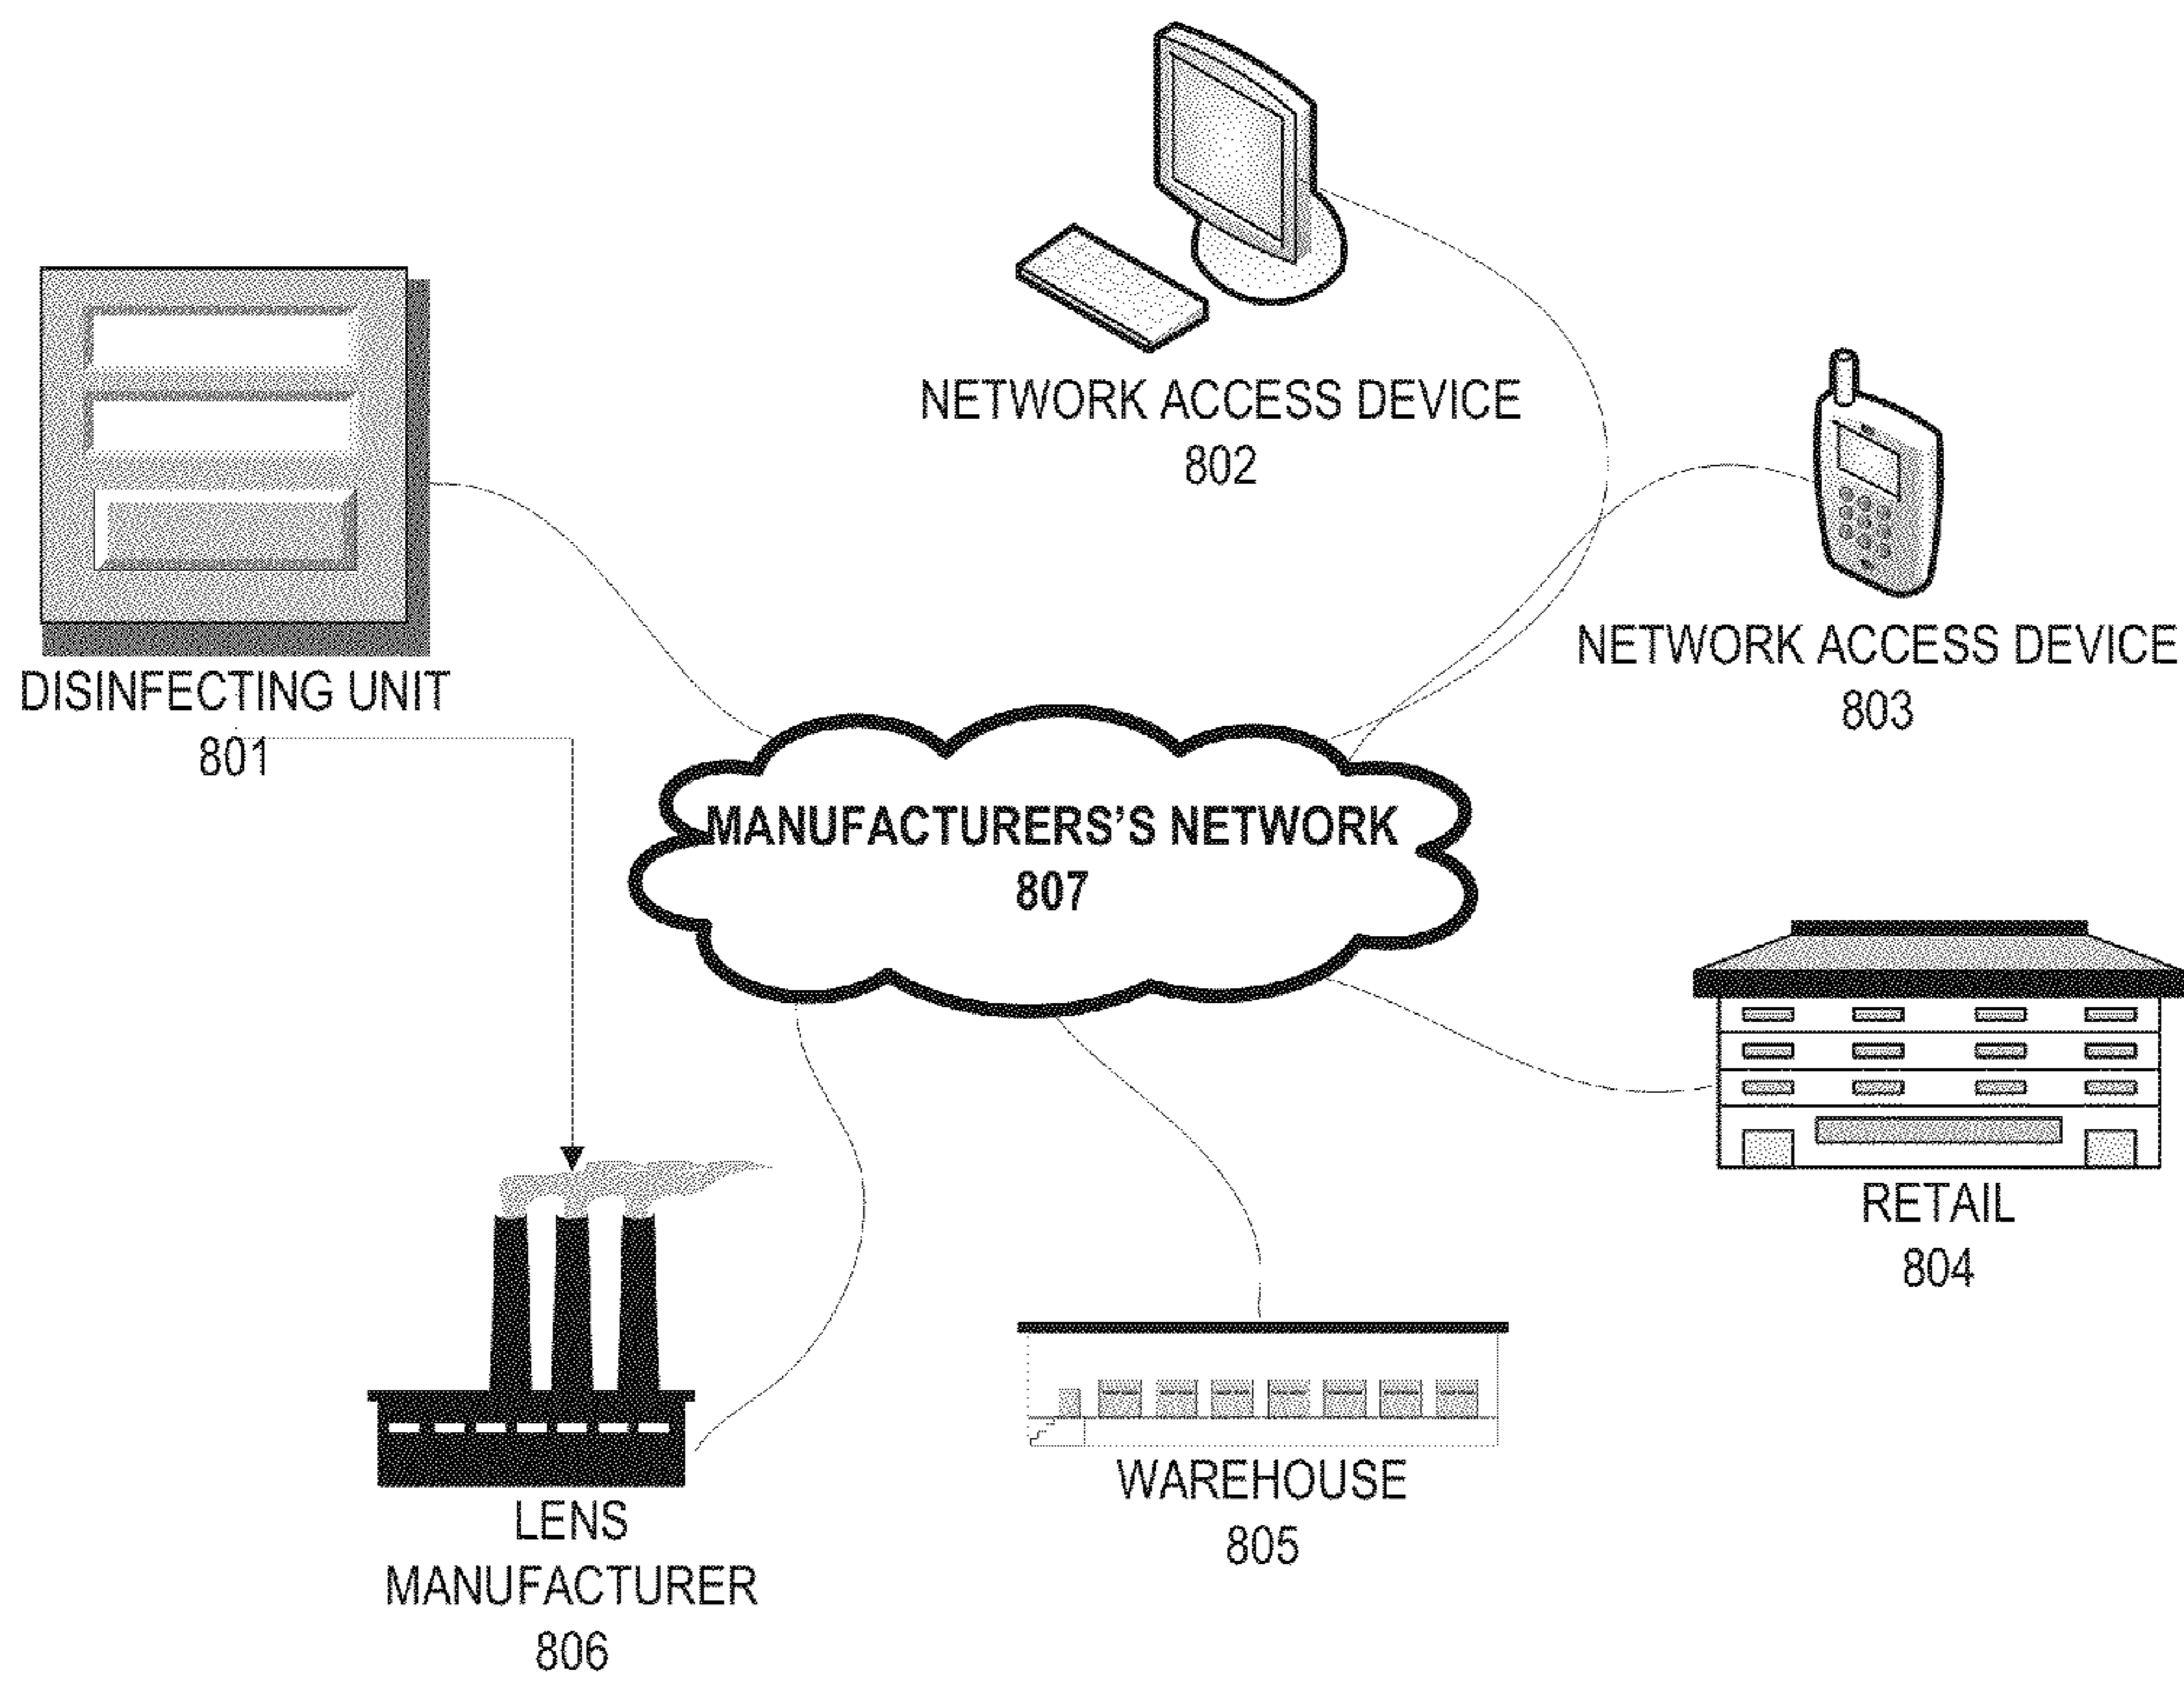 NETWORK ACCESS DEVICE
802
NETWORK ACCESS DEVICE
803
DISINFECTING UNIT
801
MANUFACTURERS'S NETWORK
807
RETAIL
804
WAREHOUSE
805
LENS
MANUFACTURER
806